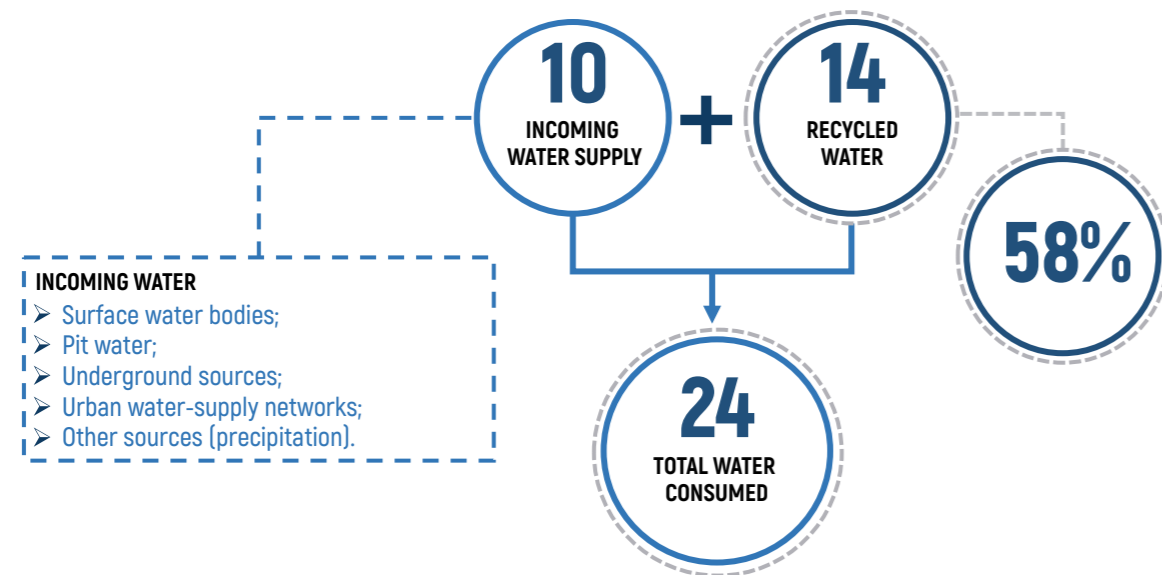 10
INCOMING
WATER SUPPLY
+
14
RECYCLED
WATER
58%
INCOMING WATER
➢ Surface water bodies;
➢ Pit water;
➢ Underground sources;
➢ Urban water-supply networks;
➢ Other sources (precipitation).
24
TOTAL WATER
CONSUMED